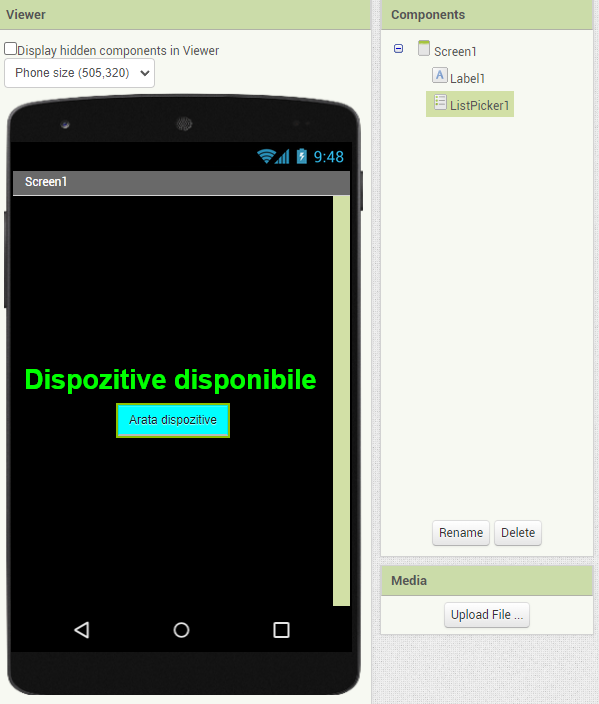 Viewer
Display hidden components in Viewer
Phone size (505,320)
9:48
Screen1
Dispozitive disponibile
Arata dispozitive
Components
Screen1
A Label1
ListPicker1
Rename Delete
Media
Upload File ...